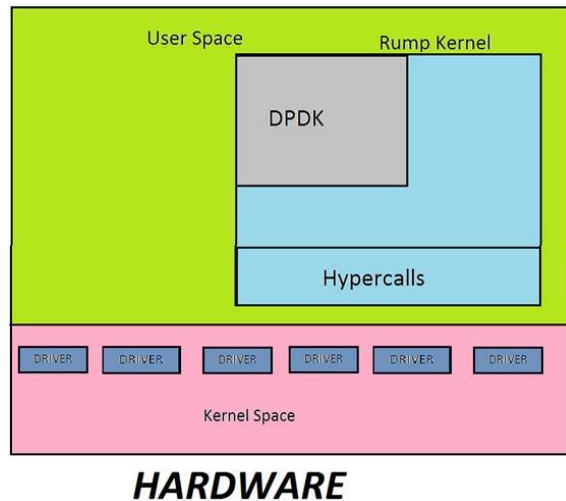 User Space
Rump Kernel
DPDK
Hypercalls
DRIVER
DRIVER
DRIVER
DRIVER
DRIVER
DRIVER
Kernel Space
HARDWARE